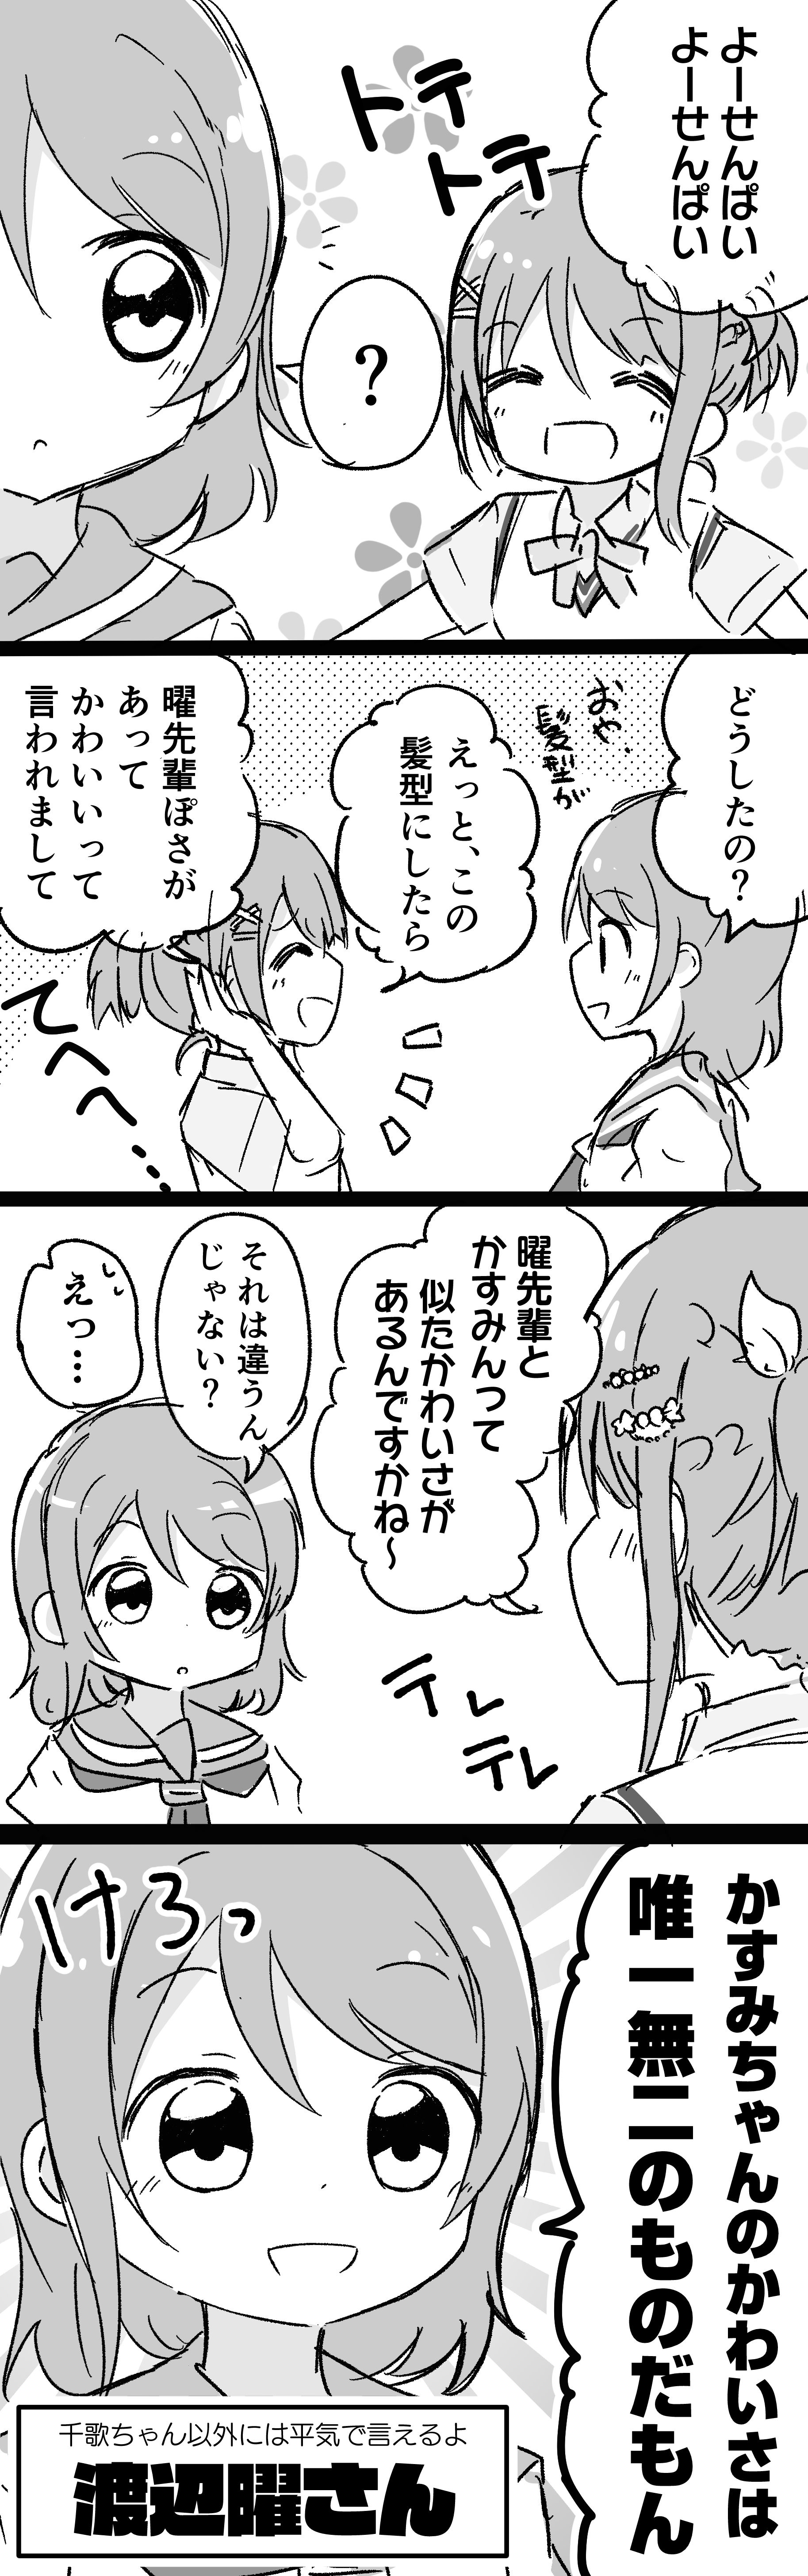 よーせんぱい
よーせんぱい
トテ
トテ
?
どうしたの?
おや、
髪型が
えっと、この
髪型にしたら
曜先輩ぽさが
あって
かわいいって
言われまして
てへへ…
曜先輩と
かすみんって
似たかわいさが
あるんですかね〜
テレ
テレ
それは違うん
じゃない?
えっ…
かすみちゃんのかわいさは
唯一無二のものだもん
けろっ
千歌ちゃん以外には平気で言えるよ
渡辺曜さん